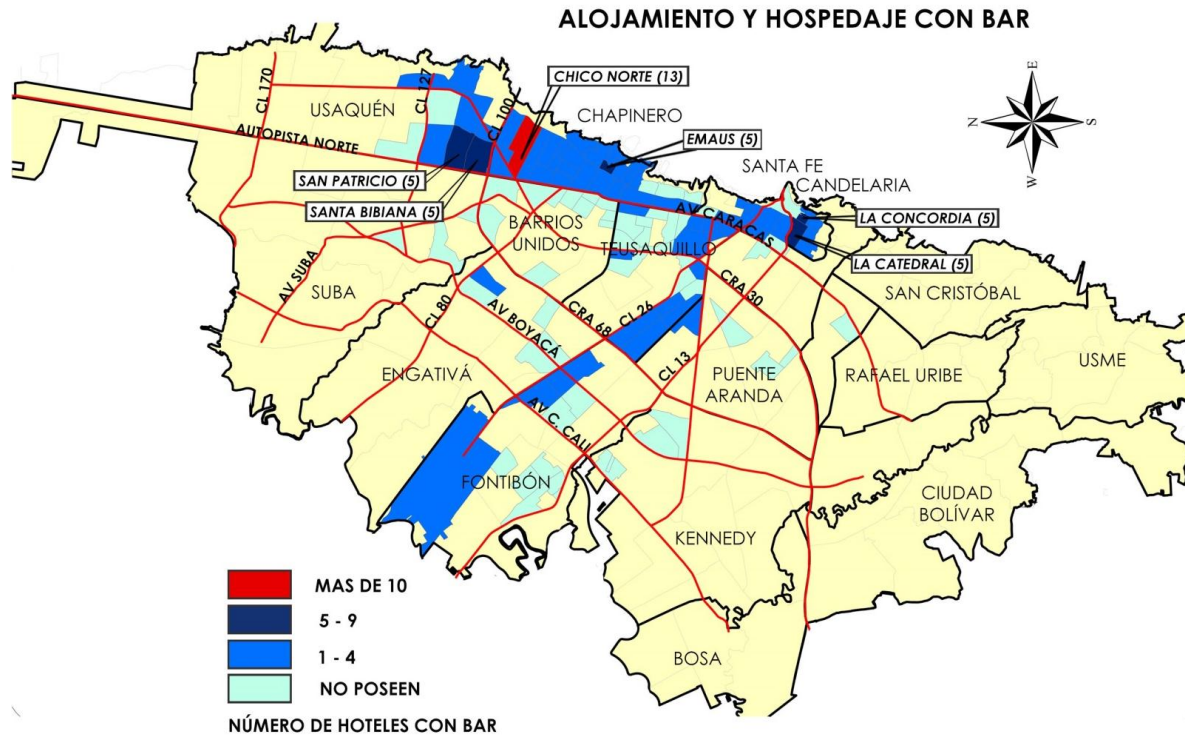 ALOJAMIENTO Y HOSPEDAJE CON BAR
E
N
S
W
CL 170
CL 127
CL 100
CHICO NORTE (13)
USAQUÉN
CHAPINERO
AUTOPISTA NORTE
EMAUS (5)
SANTA FE
CANDELARIA
SAN PATRICIO (5)
SANTA BIBIANA (5)
AV CARACAS
LA CONCORDIA (5)
BARRIOS
UNIDOS
TEUSAQUILLO
LA CATEDRAL (5)
AV SUBA
SUBA
CL 80
AV BOYACÁ
CRA 68
CL 26
CRA 30
SAN CRISTÓBAL
CL 13
ENGATIVÁ
PUENTE
ARANDA
RAFAEL URIBE
USME
AV C. CALI
FONTIBÓN
CIUDAD
BOLÍVAR
KENNEDY
BOSA
MAS DE 10
5 - 9
1 - 4
NO POSEEN
NÚMERO DE HOTELES CON BAR